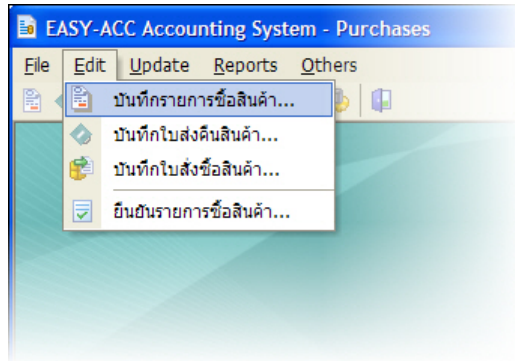 EASY-ACC Accounting System - Purchases
File Edit Update Reports Others
บันทึกรายการซื้อสินค้า...
บันทึกใบส่งคืนสินค้า...
บันทึกใบสั่งซื้อสินค้า...
ยืนยันรายการซื้อสินค้า...